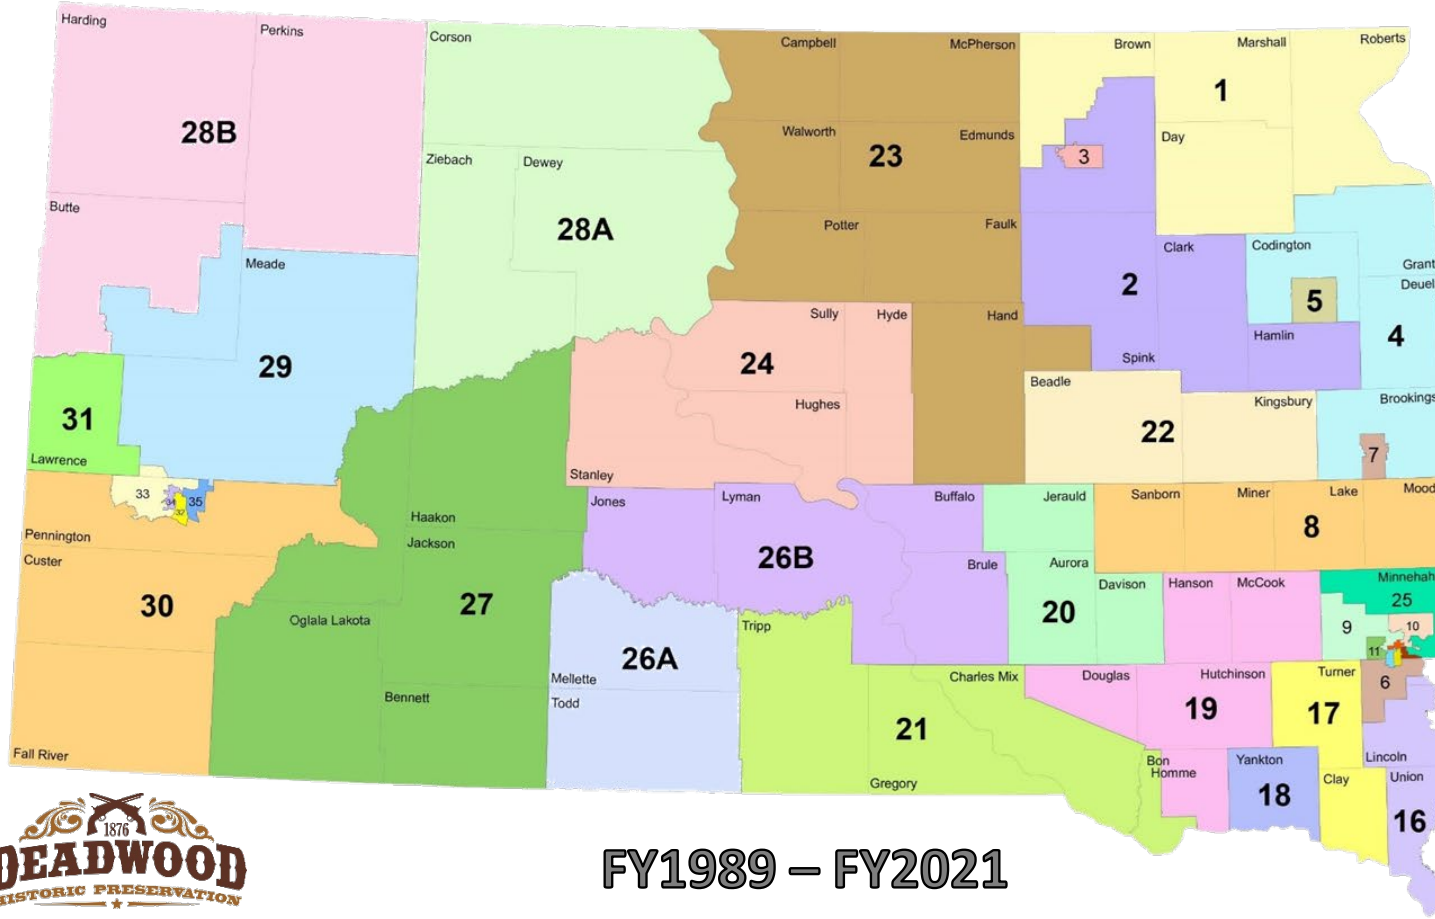 Harding
Perkins
Corson
Campbell
McPherson
Brown
Marshall
Roberts
1
28B
Walworth
Edmunds
Day
23
3
Ziebach
Dewey
Butte
28A
Potter
Faulk
Meade
Clark
Codington
Grant
Deuel
2
5
Sully
Hyde
Hand
4
Hamlin
29
24
Spink
Beadle
Kingsbury
Brookings
31
Hughes
22
Lawrence
7
Stanley
33
34
35
32
Jones
Lyman
Buffalo
Jerauld
Sanborn
Miner
Lake
Mood
8
Haakon
Pennington
Jackson
26B
Custer
Brule
Aurora
Davison
Hanson
McCook
Minnehah
25
30
27
20
9
10
Oglala Lakota
Tripp
11
26A
Mellette
Charles Mix
Douglas
Hutchinson
Turner
6
Bennett
Todd
19
17
21
Fall River
Gregory
Bon
Homme
Yankton
Clay
Lincoln
Union
18
16
1876
DEADWOOD
HISTORIC PRESERVATION
FY1989 – FY2021